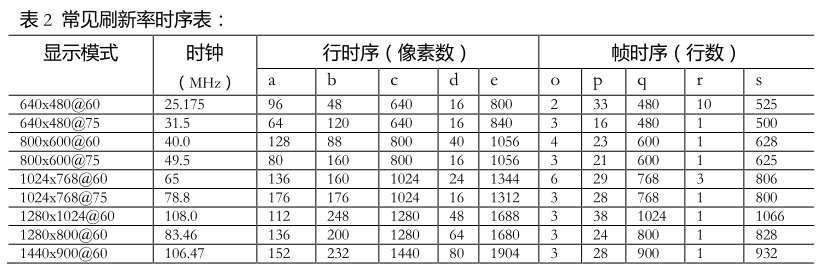 表 2 常见刷新率时序表：
显示模式 时钟（MHz） 行时序（像素数） 帧时序（行数）
a b c d e o p q r s
640x480@60 25.175 96 48 640 16 800 2 33 480 10 525
640x480@75 31.5 64 120 640 16 840 3 16 480 1 500
800x600@60 40.0 128 88 800 40 1056 4 23 600 1 628
800x600@75 49.5 80 160 800 16 1056 3 21 600 1 625
1024x768@60 65 136 160 1024 24 1344 6 29 768 3 806
1024x768@75 78.8 176 176 1024 16 1312 3 28 768 1 800
1280x1024@60 108.0 112 248 1280 48 1688 3 38 1024 1 1066
1280x800@60 83.46 136 200 1280 64 1680 3 24 800 1 828
1440x900@60 106.47 152 232 1440 80 1904 3 28 900 1 932